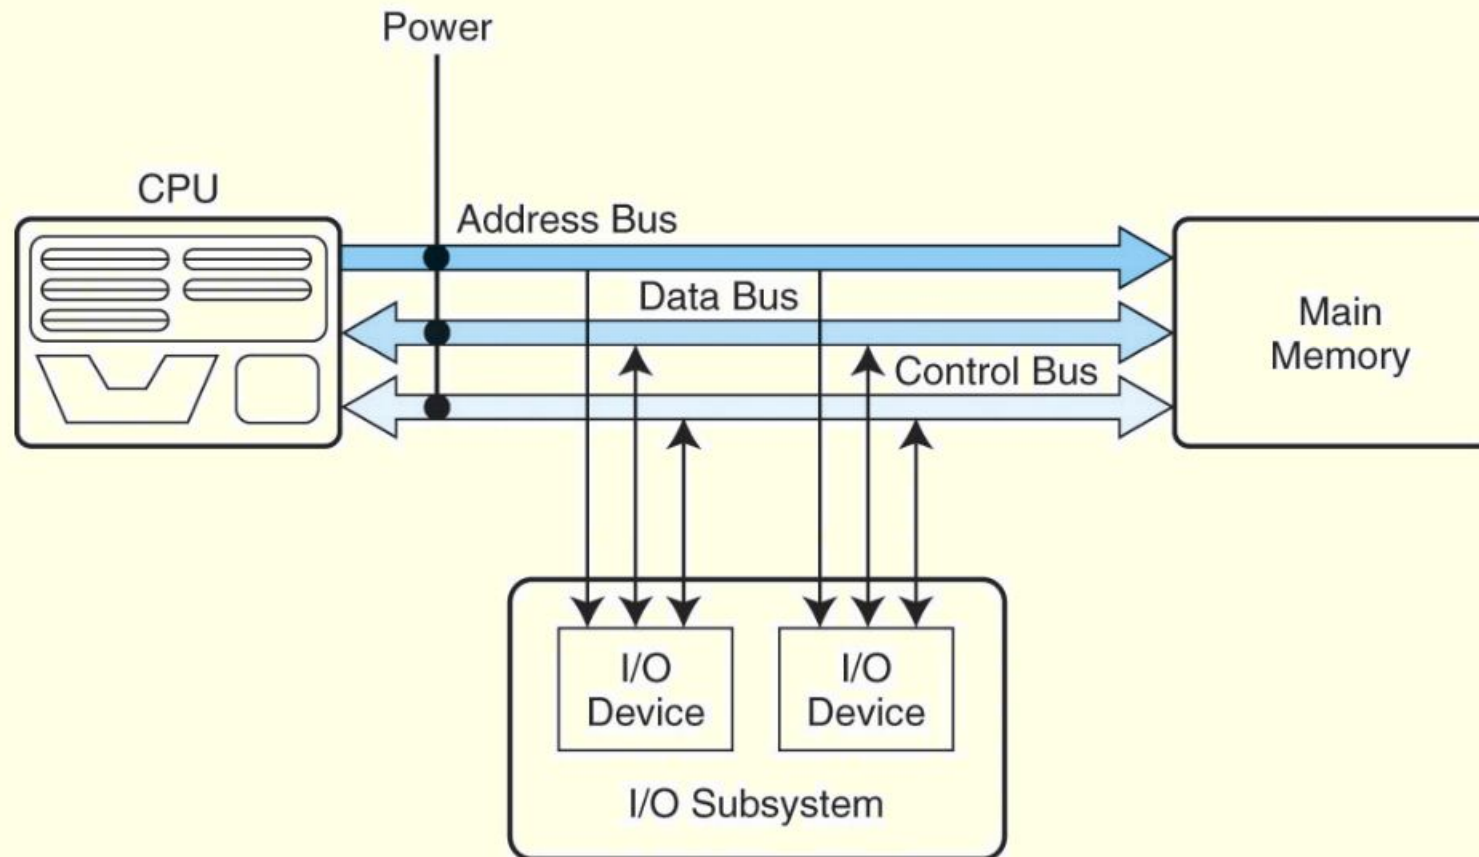 Power
CPU
Address Bus
Data Bus
Control Bus
Main
Memory
I/O
Device
I/O
Device
I/O Subsystem